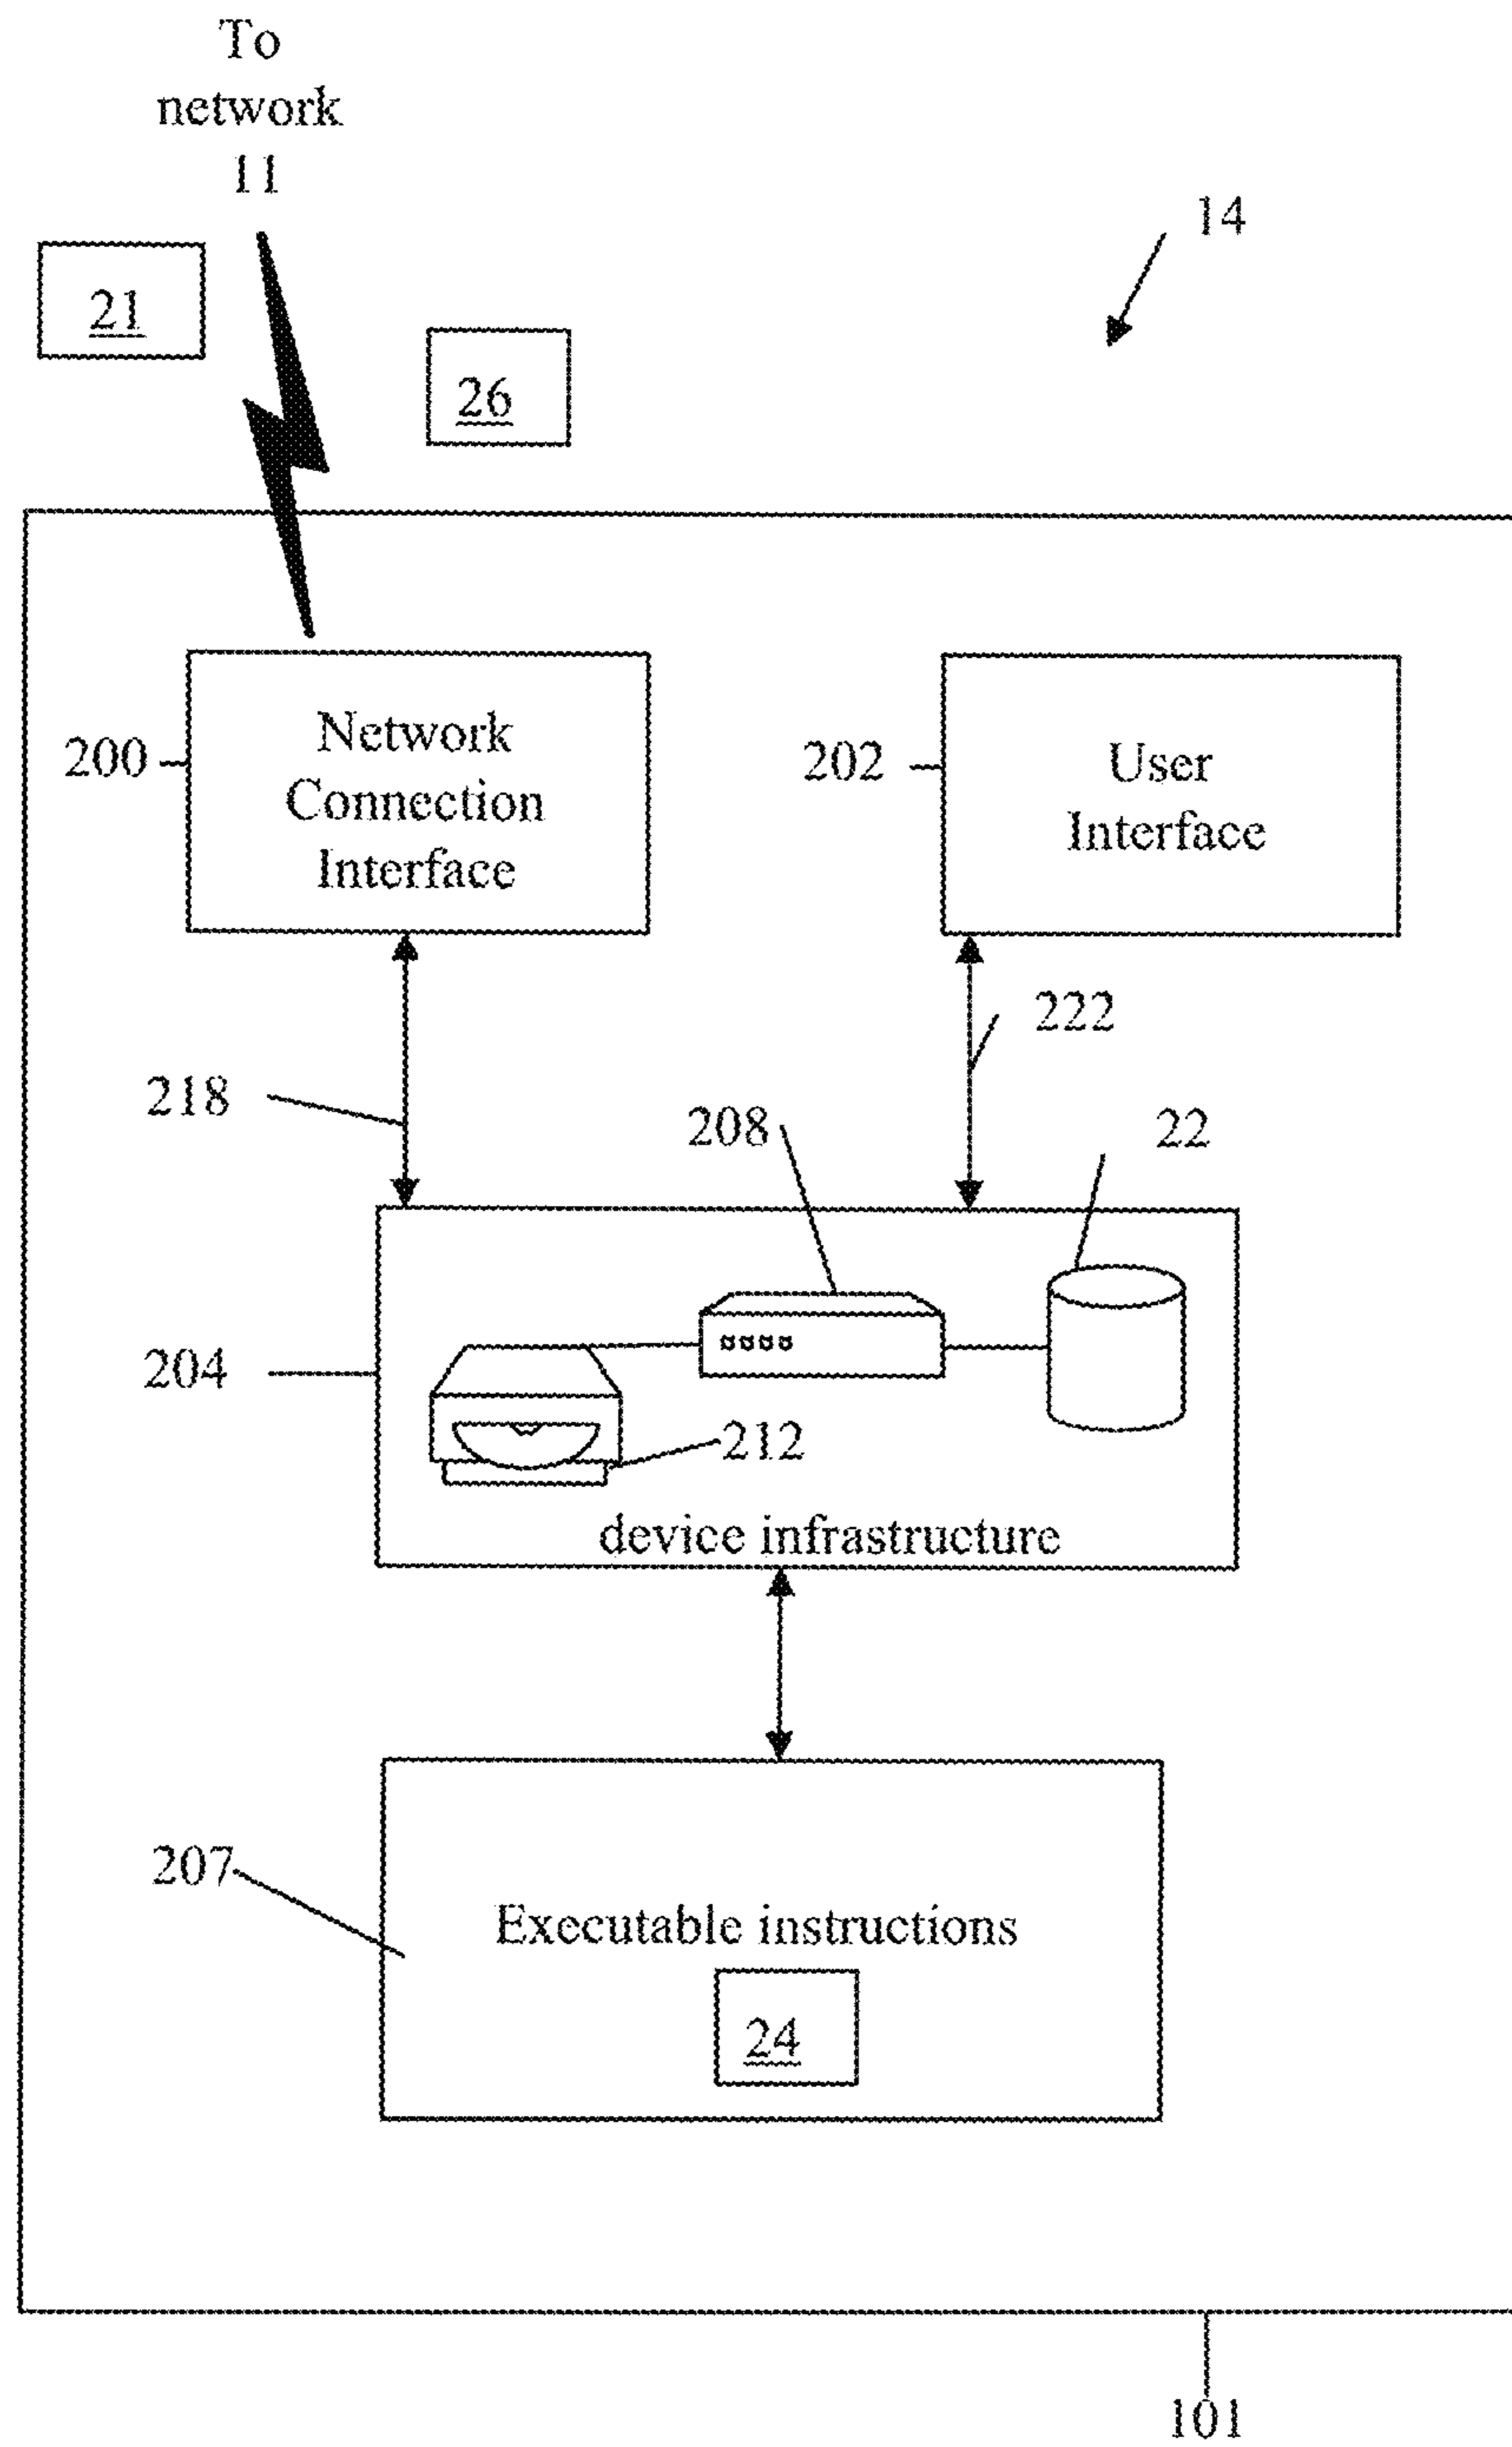 To
network
11
14
21
26
200
Network
Connection
Interface
202
User
Interface
222
218
208
22
204
212
device infrastructure
207
Executable instructions
24
101